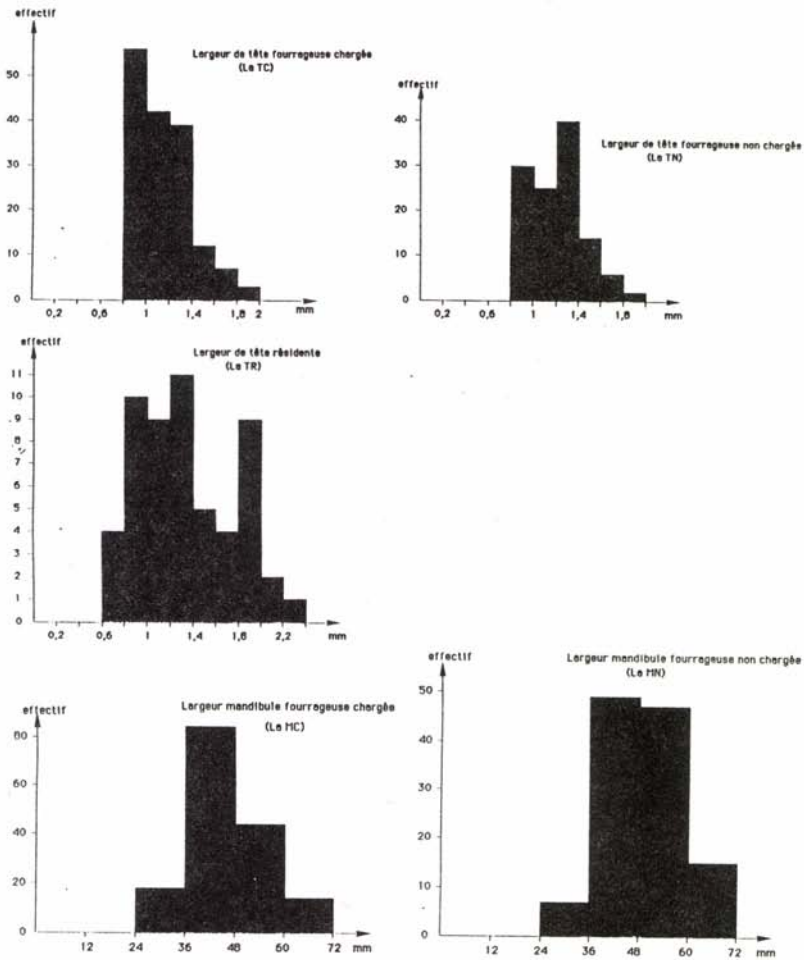 effectif
Largeur de tête fourrageuse chargée
(La TC)
50
40
30
20
10
0
0,2 0,6 1 1,4 1,8 2
mm
effectif
Largeur de tête fourrageuse non chargée
(La TN)
40
30
20
10
0
0,2 0,6 1 1,4 1,8
mm
effectif
Largeur de tête résidente
(La TR)
11
10
9
8
7
6
5
4
3
2
1
0
0,2 0,6 1 1,4 1,8 2,2 mm
effectif
Largeur mandibule fourrageuse chargée
(La MC)
80
60
40
20
0
12 24 36 48 60 72 mm
effectif
Largeur mandibule fourrageuse non chargée
(La MN)
50
40
30
20
10
0
12 24 36 48 60 72 mm